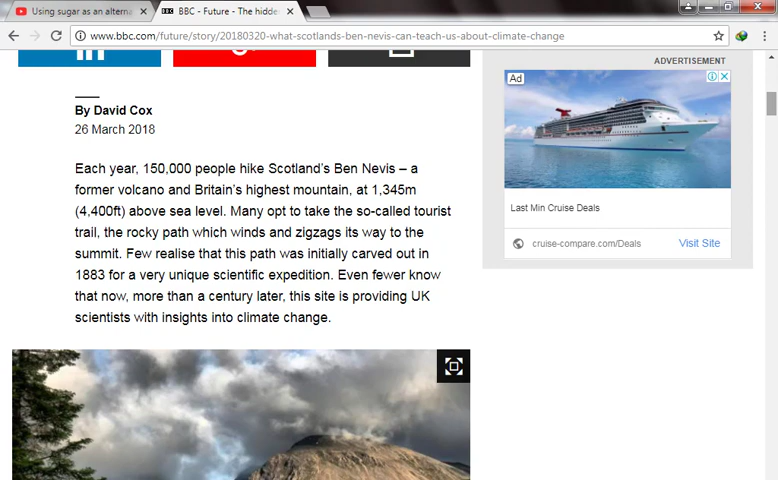 Using sugar as an altern
BBC - Future - The hidde
www.bbc.com/future/story/20180320-what-scotlands-ben-nevis-can-teach-us-about-climate-change
in
By David Cox
26 March 2018
Each year, 150,000 people hike Scotland's Ben Nevis – a
former volcano and Britain's highest mountain, at 1,345m
(4,400ft) above sea level. Many opt to take the so-called tourist
trail, the rocky path which winds and zigzags its way to the
summit. Few realise that this path was initially carved out in
1883 for a very unique scientific expedition. Even fewer know
that now, more than a century later, this site is providing UK
scientists with insights into climate change.
ADVERTISEMENT
Ad
Last Min Cruise Deals
cruise-compare.com/Deals
Visit Site